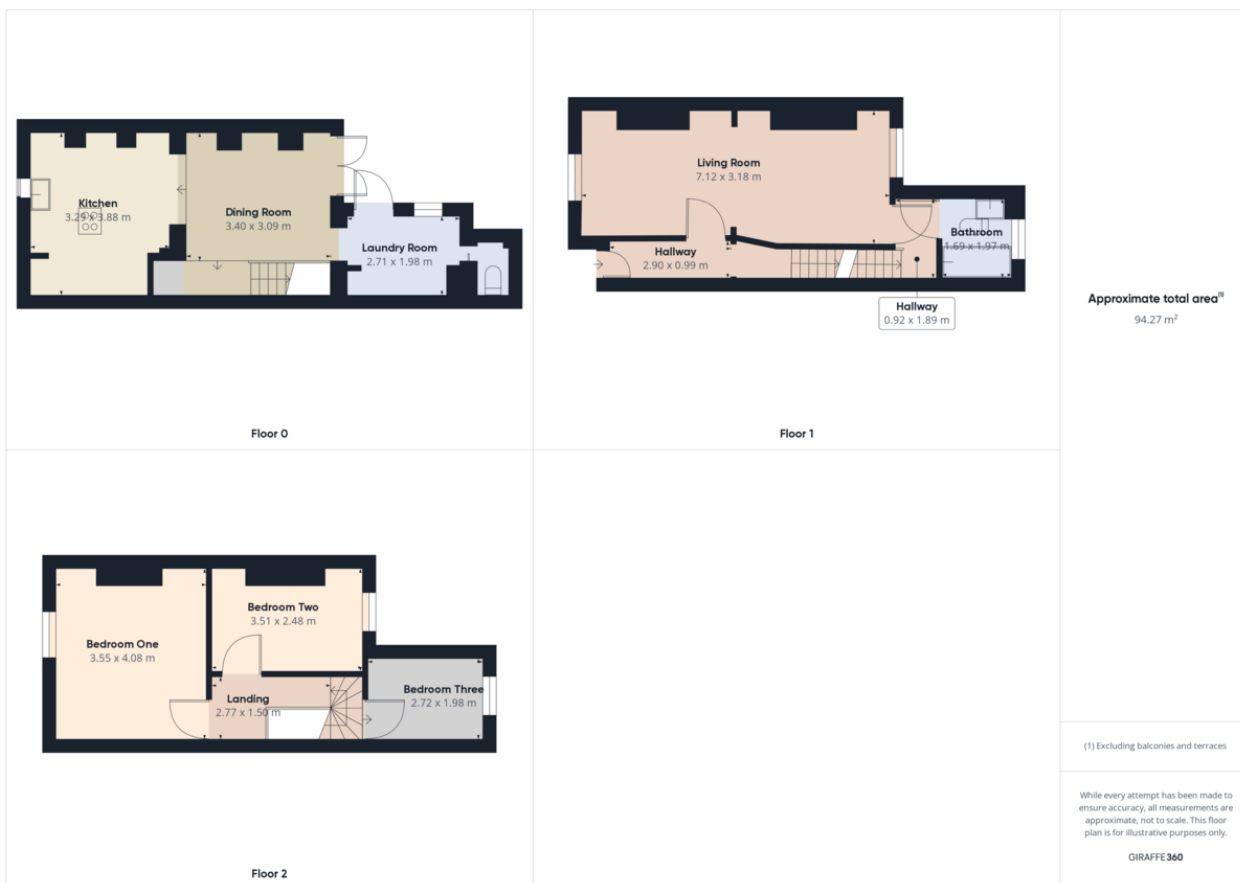 Kitchen
3.29 x 3.88 m
Dining Room
3.40 x 3.09 m
Laundry Room
2.71 x 1.98 m
Floor 0
Living Room
7.12 x 3.18 m
Hallway
2.90 x 0.99 m
Bathroom
1.69 x 1.97 m
Hallway
0.92 x 1.89 m
Floor 1
Bedroom One
3.55 x 4.08 m
Bedroom Two
3.51 x 2.48 m
Landing
2.77 x 1.50 m
Bedroom Three
2.72 x 1.98 m
Floor 2
Approximate total area⁽¹⁾
94.27 m²
(1) Excluding balconies and terraces
While every attempt has been made to
ensure accuracy, all measurements are
approximate, not to scale. This floor
plan is for illustrative purposes only.
GIRAFFE360